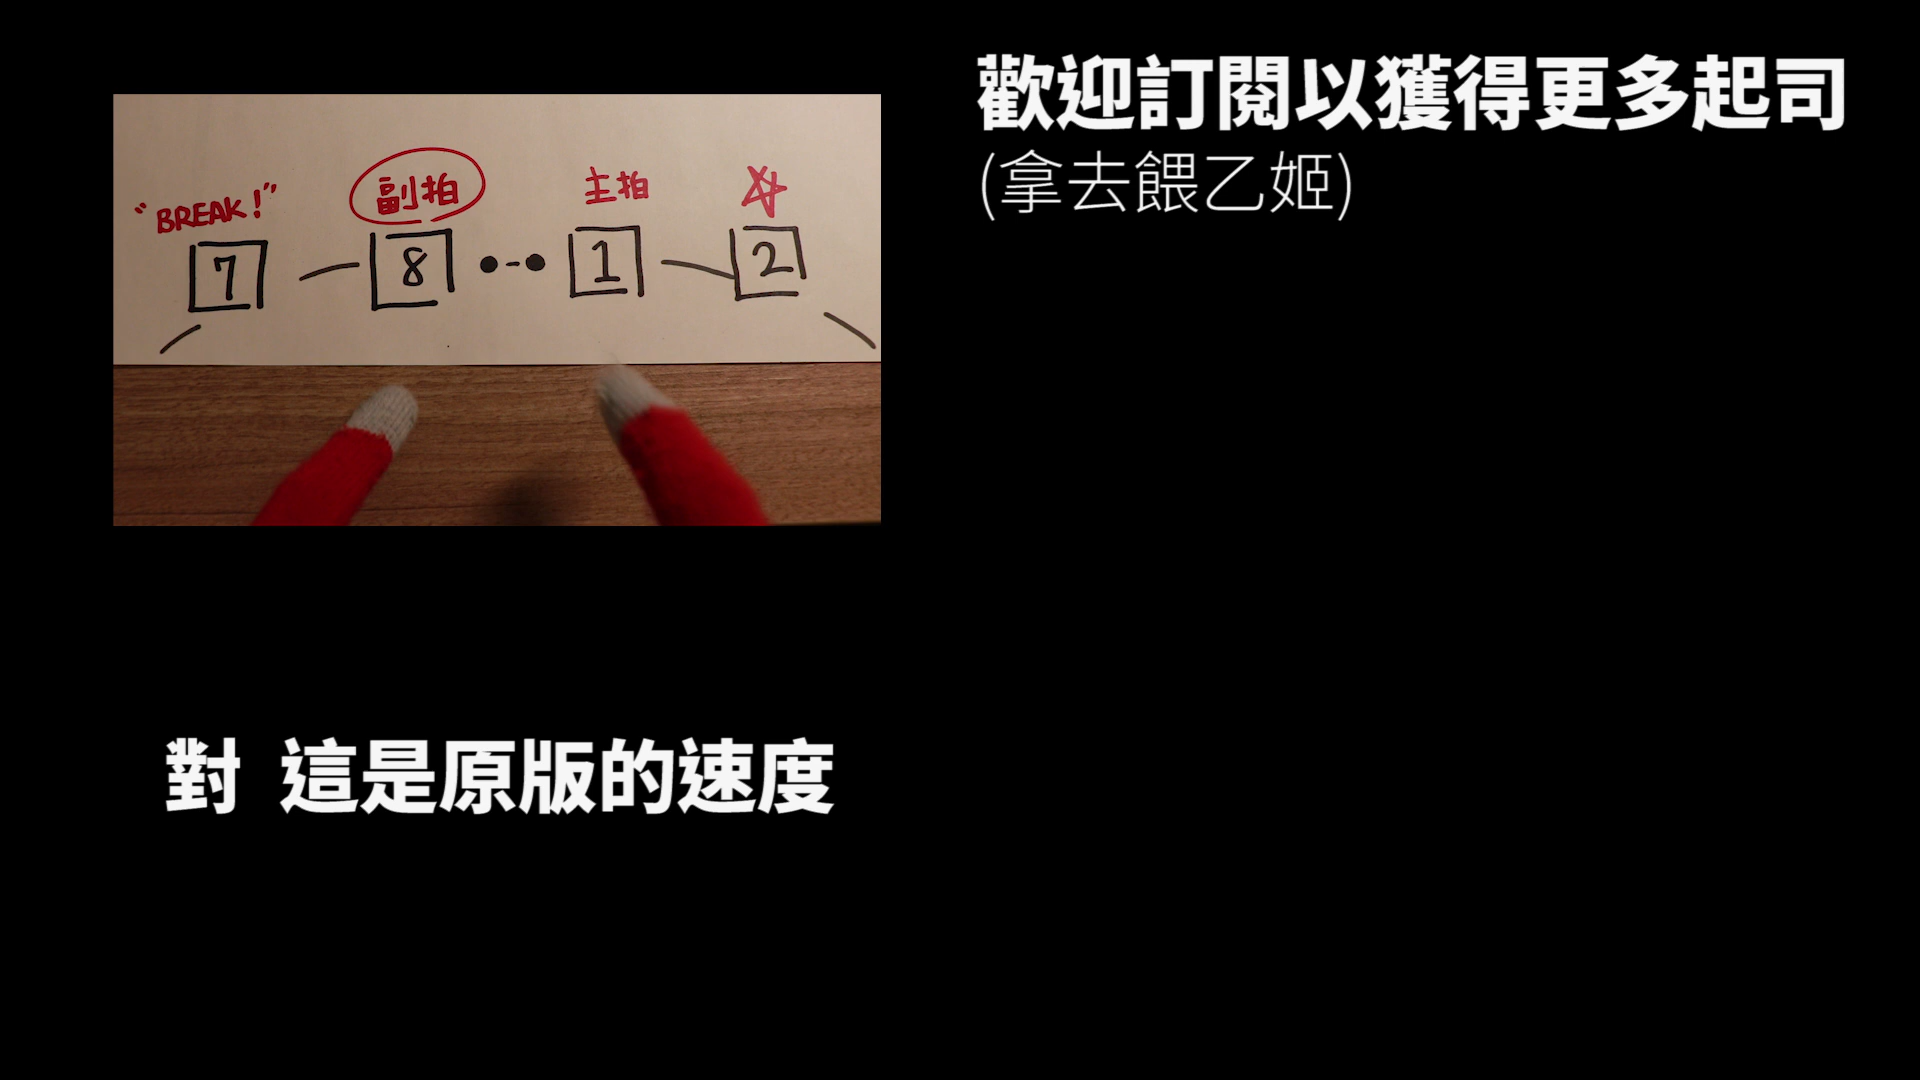 歡迎訂閱以獲得更多起司
(拿去餵乙姬)
"BREAK!" 副拍 主拍
7 8 1 2
對 這是原版的速度